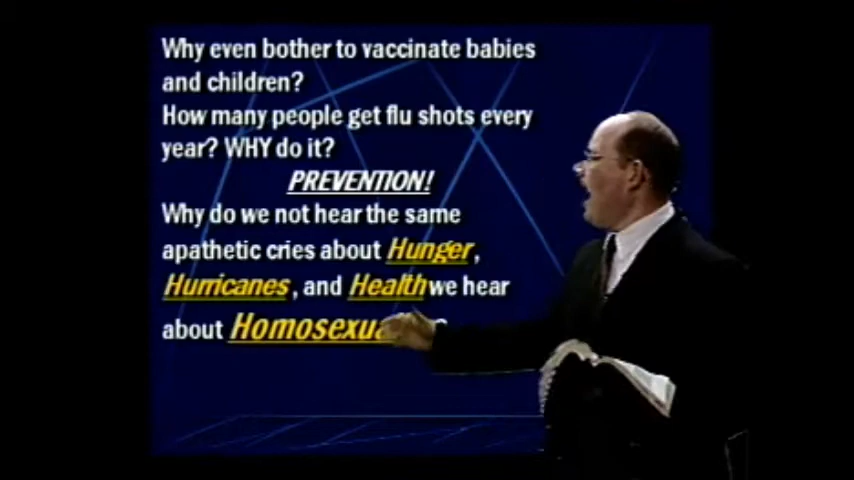 Why even bother to vaccinate babies
and children?
How many people get flu shots every
year? WHY do it?
PREVENTION!
Why do we not hear the same
apathetic cries about Hunger,
Hurricanes, and Health we hear
about